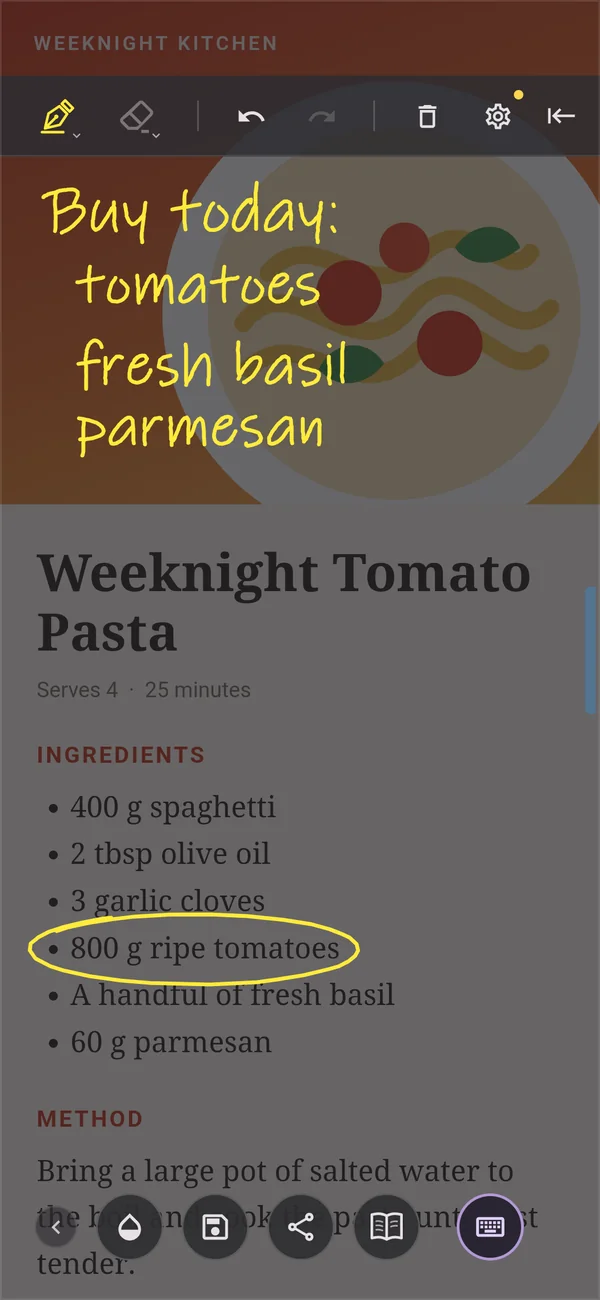 WEEKNIGHT KITCHEN
Buy today:
tomatoes
fresh basil
parmesan
Weeknight Tomato
Pasta
Serves 4 · 25 minutes
INGREDIENTS
• 400 g spaghetti
• 2 tbsp olive oil
• 3 garlic cloves
• 800 g ripe tomatoes
• A handful of fresh basil
• 60 g parmesan
METHOD
Bring a large pot of salted water to
the and
tender.